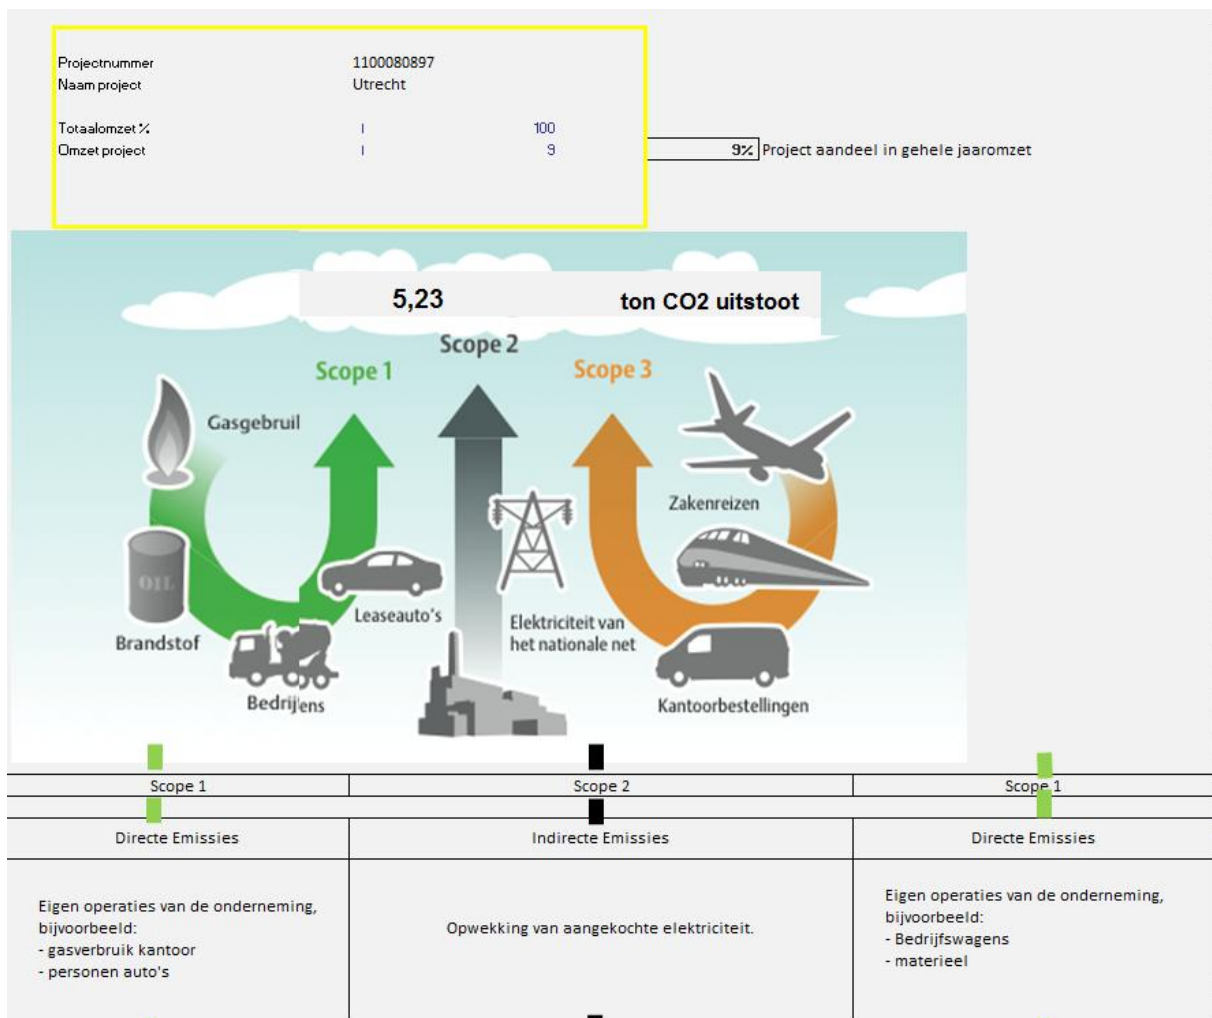 Projectnummer 1100080897
Naam project Utrecht
Totaalomzet % I 100
Omzet project I 9
9% Project aandeel in gehele jaaromzet
5,23 ton CO2 uitstoot
Scope 2
Scope 1
Scope 3
Gasgebruil
Zakenreizen
OIL
Leaseauto's
Elektriciteit van
het nationale net
Brandstof
Bedrijens
Kantoorbestellingen
Scope 1 Scope 2 Scope 1
Directe Emissies Indirecte Emissies Directe Emissies
Eigen operaties van de onderneming,
bijvoorbeeld:
- gasverbruik kantoor
- personen auto's
Opwekking van aangekochte elektriciteit.
Eigen operaties van de onderneming,
bijvoorbeeld:
- Bedrijfswagens
- materieel